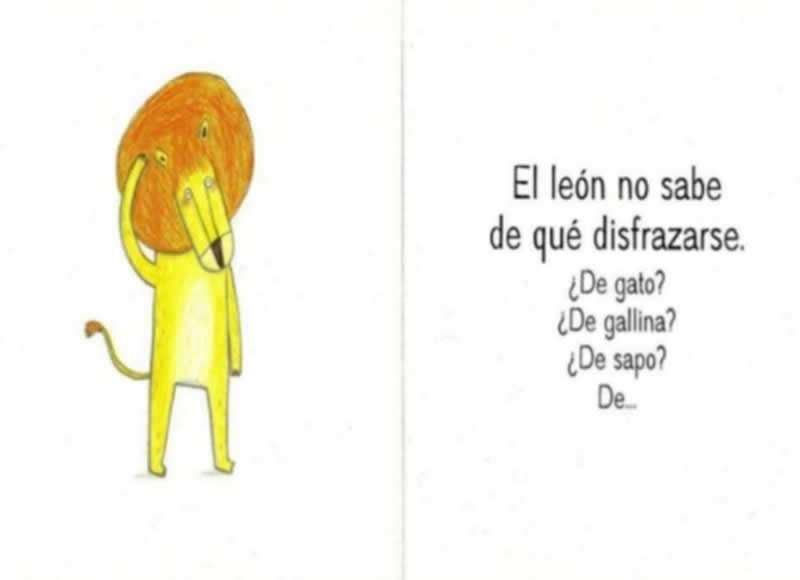 El león no sabe
de qué disfrazarse.
¿De gato?
¿De gallina?
¿De sapo?
De...